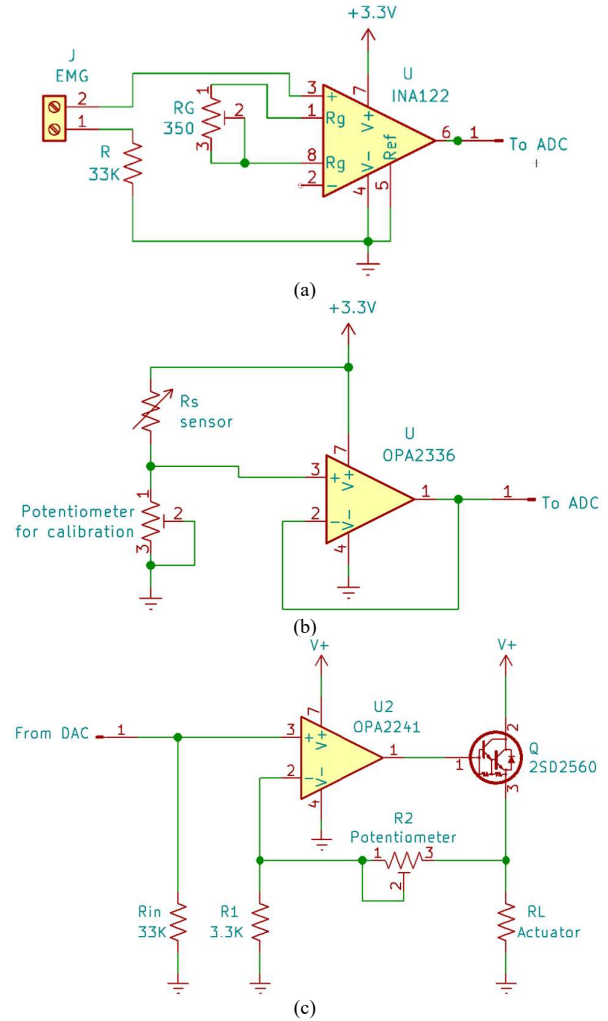 +3.3V
J
EMG
2
1
R
33K
RG
350
1
2
3
3
1
8
2
+
Rg
Rg
-
7
V+
V-
Ref
4
5
U
INA122
6
1
To ADC
(a)
+3.3V
Rs
sensor
Potentiometer
for calibration
1
2
3
3
2
+
-
7
V+
V-
4
U
OPA2336
1
1
To ADC
(b)
V+
V+
U2
OPA2241
From DAC
1
3
2
+
-
7
V+
V-
4
1
1
2
3
Q
2SD2560
R2
Potentiometer
1
3
2
Rin
33K
R1
3.3K
RL
Actuator
(c)